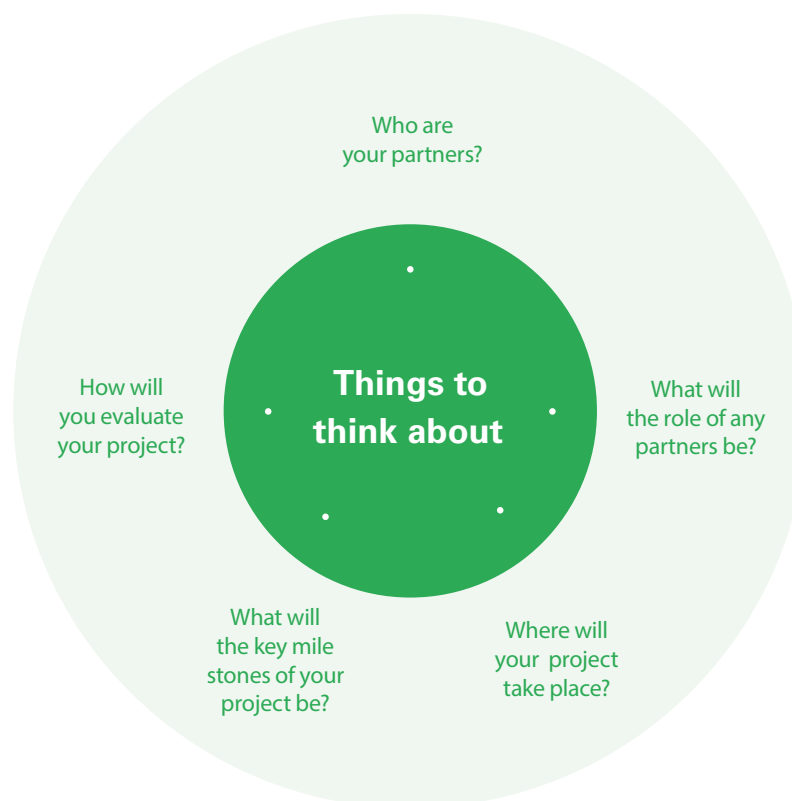 Who are
your partners?
Things to
think about
What will
the role of any
partners be?
Where will
your project
take place?
What will
the key mile
stones of your
project be?
How will
you evaluate
your project?